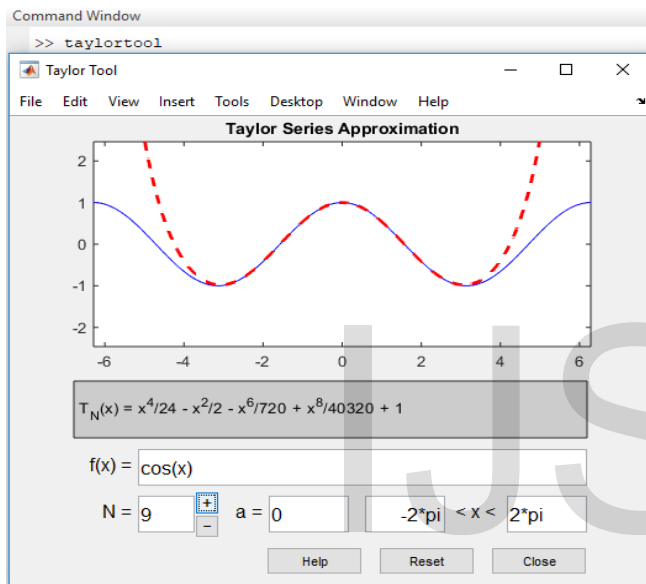 Command Window
>> taylortool
Taylor Tool
File Edit View Insert Tools Desktop Window Help
Taylor Series Approximation
2
1
0
-1
-2
-6 -4 -2 0 2 4 6
T_N(x) = x^4/24 - x^2/2 - x^6/720 + x^8/40320 + 1
f(x) = cos(x)
N = 9 + − a = 0 -2*pi < x < 2*pi
Help Reset Close
IJS